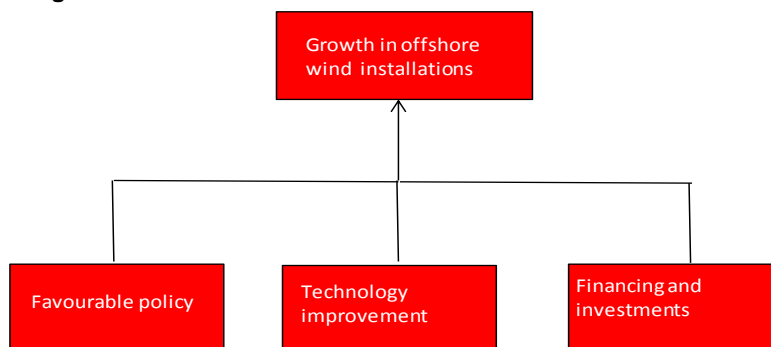 Growth in offshore
wind installations
Favourable policy
Technology
improvement
Financing and
investments